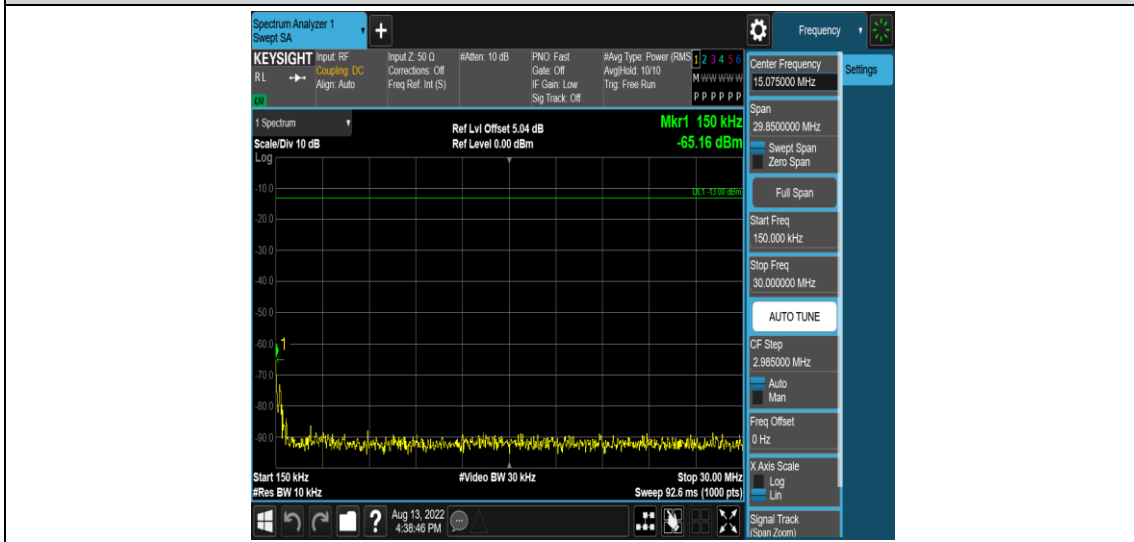 Spectrum Analyzer 1
Swept SA
+
Frequency
KEYSIGHT
RL
LXI
Input: RF
Coupling: DC
Align: Auto
Input Z: 50 Ω
Corrections: Off
Freq Ref: Int (S)
#Atten: 10 dB
PNO: Fast
Gate: Off
IF Gain: Low
Sig Track: Off
#Avg Type: Power (RMS
Avg|Hold: 10/10
Trig: Free Run
1 2 3 4 5 6
M W W W W W
P P P P P P
1 Spectrum
Scale/Div 10 dB
Log
Ref Lvl Offset 5.04 dB
Ref Level 0.00 dBm
Mkr1 150 kHz
-65.16 dBm
DL1 -13.00 dBm
-10.0
-20.0
-30.0
-40.0
-50.0
-60.0
1
-70.0
-80.0
-90.0
Start 150 kHz
#Res BW 10 kHz
#Video BW 30 kHz
Stop 30.00 MHz
Sweep 92.6 ms (1000 pts)
?
Aug 13, 2022
4:38:46 PM
Center Frequency
15.075000 MHz
Settings
Span
29.8500000 MHz
Swept Span
Zero Span
Full Span
Start Freq
150.000 kHz
Stop Freq
30.000000 MHz
AUTO TUNE
CF Step
2.985000 MHz
Auto
Man
Freq Offset
0 Hz
X Axis Scale
Log
Lin
Signal Track
(Span Zoom)